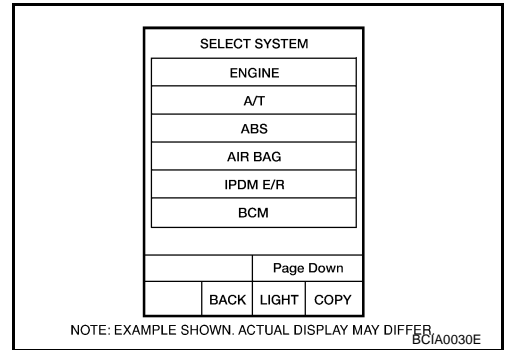 SELECT SYSTEM
ENGINE
A/T
ABS
AIR BAG
IPDM E/R
BCM
Page Down
BACK LIGHT COPY
NOTE: EXAMPLE SHOWN. ACTUAL DISPLAY MAY DIFFER.
BCIA0030E